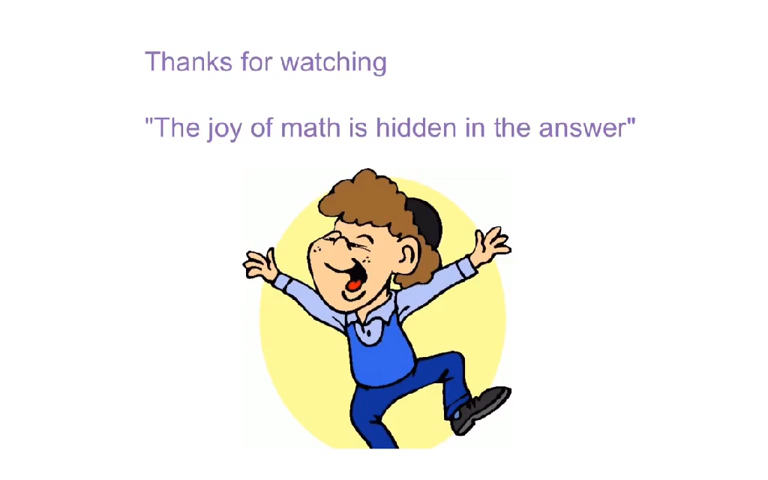 Thanks for watching
"The joy of math is hidden in the answer"